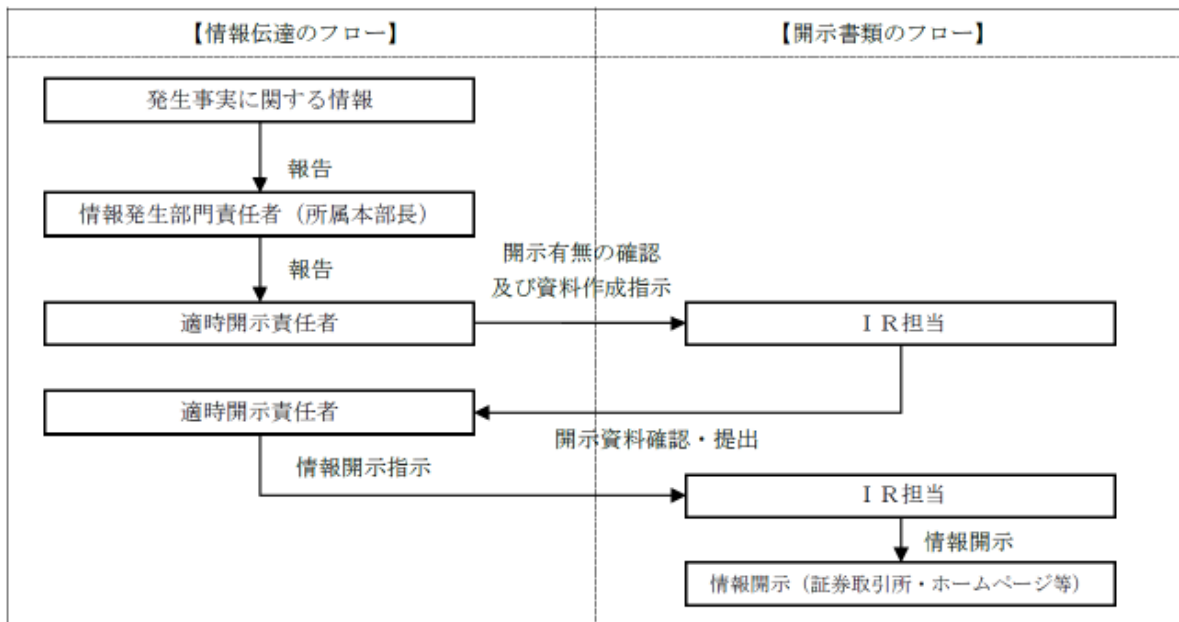 【情報伝達のフロー】
【開示書類のフロー】
発生事実に関する情報
報告
情報発生部門責任者（所属本部長）
報告
開示有無の確認
及び資料作成指示
適時開示責任者
ＩＲ担当
適時開示責任者
開示資料確認・提出
情報開示指示
ＩＲ担当
情報開示
情報開示（証券取引所・ホームページ等）